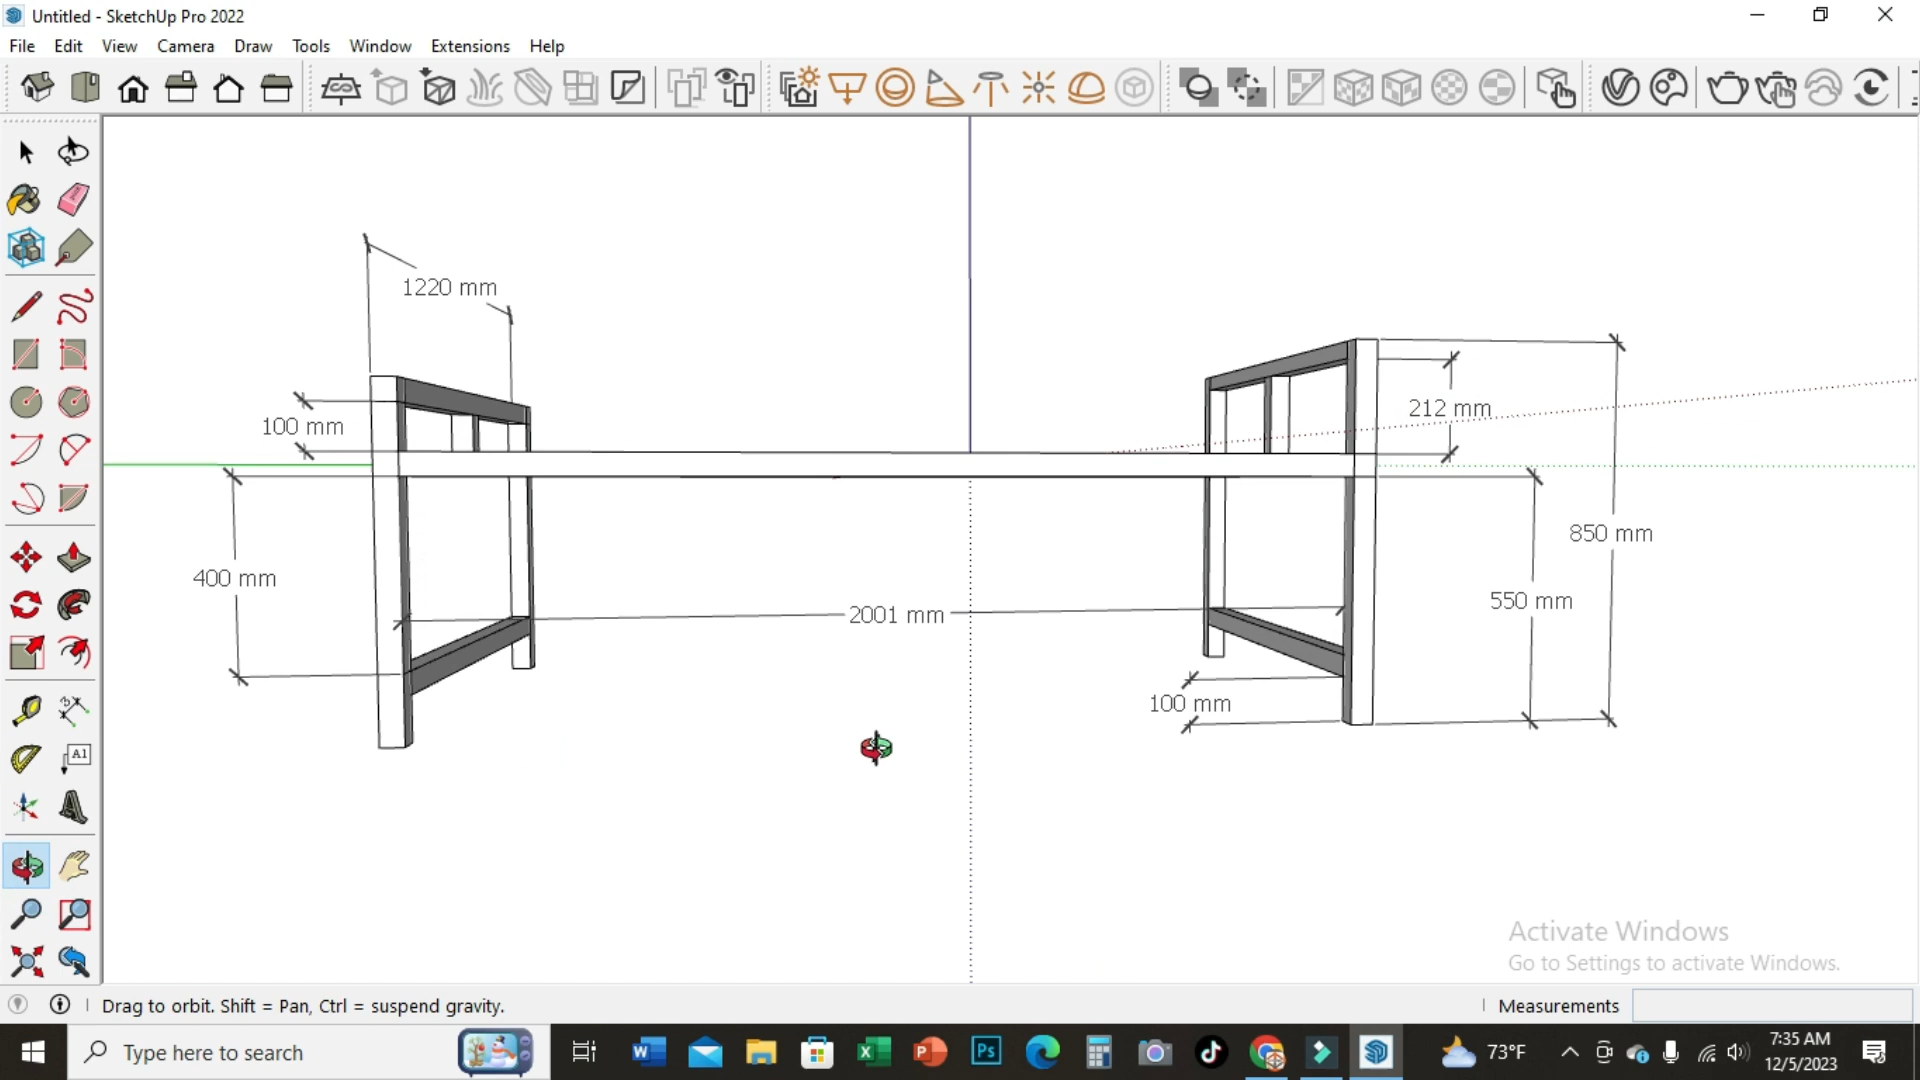 Untitled - SketchUp Pro 2022
File Edit View Camera Draw Tools Window Extensions Help
1220 mm
100 mm
212 mm
850 mm
400 mm
550 mm
2001 mm
100 mm
A1
Activate Windows
Go to Settings to activate Windows.
Drag to orbit. Shift = Pan, Ctrl = suspend gravity.
Measurements
Type here to search
Ps
73°F
7:35 AM
12/5/2023